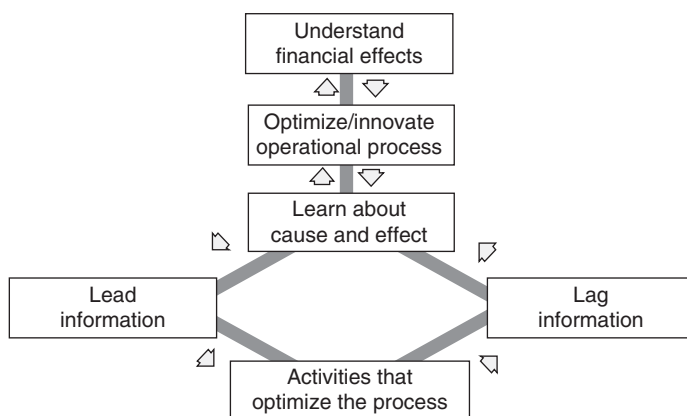 Understand
financial effects
Optimize/innovate
operational process
Learn about
cause and effect
Lead
information
Lag
information
Activities that
optimize the process